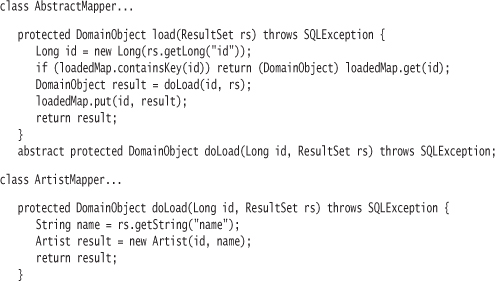 class AbstractMapper...
protected DomainObject load(ResultSet rs) throws SQLException {
Long id = new Long(rs.getLong("id"));
if (loadedMap.containsKey(id)) return (DomainObject) loadedMap.get(id);
DomainObject result = doLoad(id, rs);
loadedMap.put(id, result);
return result;
}
abstract protected DomainObject doLoad(Long id, ResultSet rs) throws SQLException;
class ArtistMapper...
protected DomainObject doLoad(Long id, ResultSet rs) throws SQLException {
String name = rs.getString("name");
Artist result = new Artist(id, name);
return result;
}